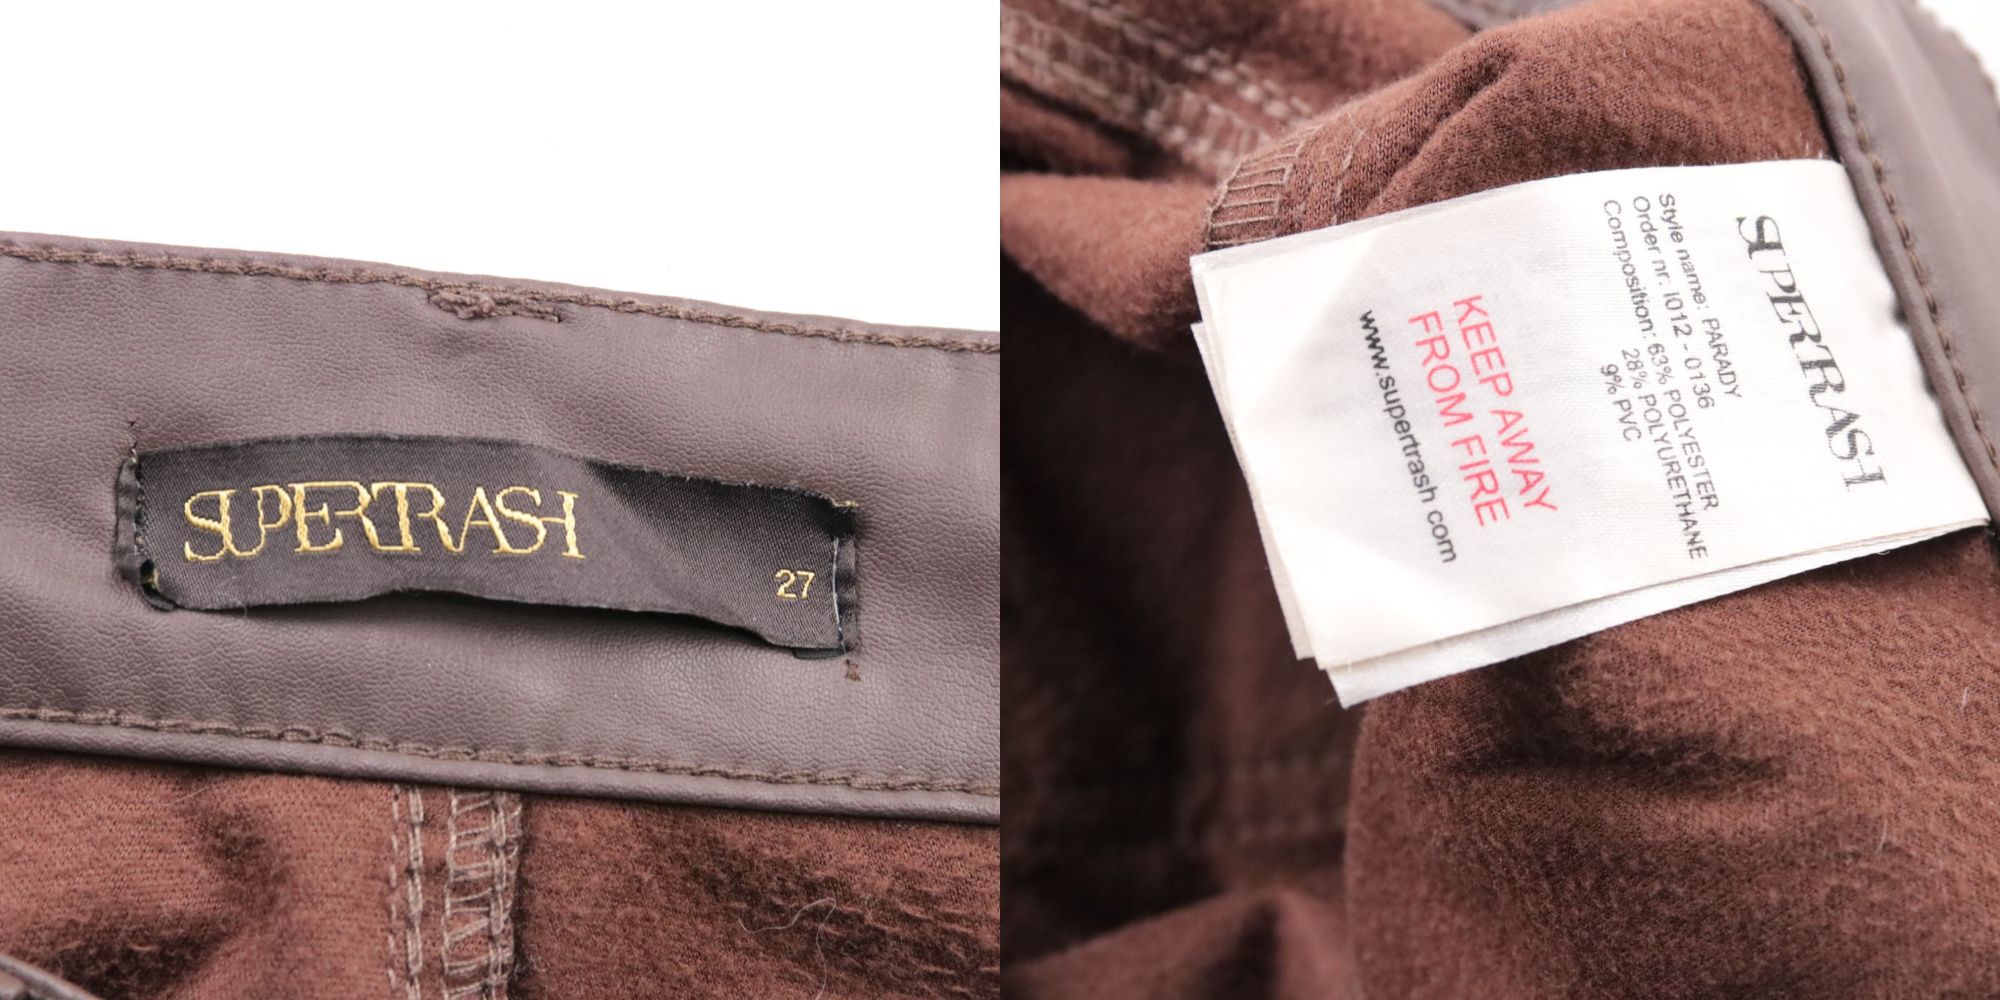 SUPERTRASH
27
SUPERTRASH
Style name: PARADY
Order nr: I012 - 0136
Composition: 63% POLYESTER
28% POLYURETHANE
9% PVC
KEEP AWAY
FROM FIRE
www.supertrash.com